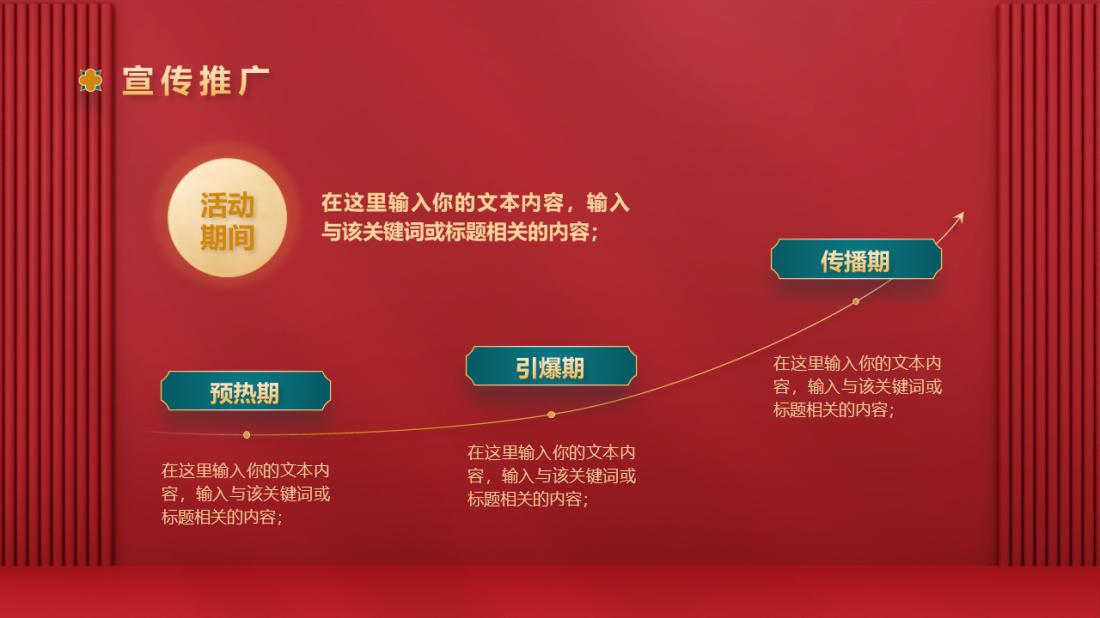 宣传推广
活动
期间
在这里输入你的文本内容，输入
与该关键词或标题相关的内容；
传播期
在这里输入你的文本内
容，输入与该关键词或
标题相关的内容；
引爆期
在这里输入你的文本内
容，输入与该关键词或
标题相关的内容；
预热期
在这里输入你的文本内
容，输入与该关键词或
标题相关的内容；